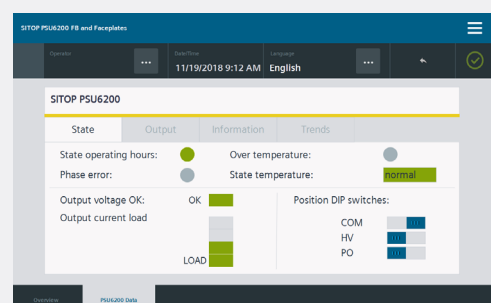 SITOP PSU6200 FB and Faceplates
Operator
Date/Time
Language
...
11/19/2018 9:12 AM
English
...
SITOP PSU6200
State
Output
Information
Trends
State operating hours:
Over temperature:
Phase error:
State temperature:
normal
Output voltage OK:
OK
Position DIP switches:
Output current load
COM
HV
PO
LOAD
Overview
PSU6200 Data